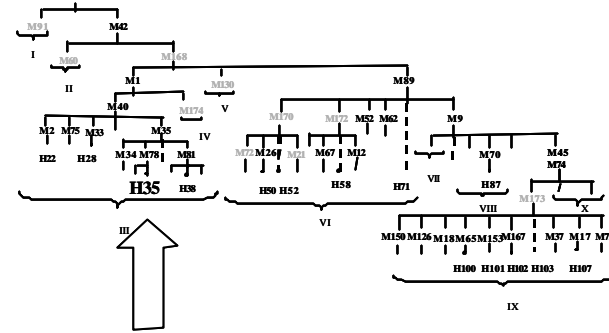 M91 M42
I M60 M168
II M1 M130 M89
M40 M174 V M170 M172 M52 M62 M9
M2 M75 M33 M35 IV M45
M34 M78 M81 M72 M267 M21 M67 M12 M70 M74
H22 H28 H35 H38 H50 H52 H58 H71 VII H87
III VI VIII M173 X
M150 M126 M18 M65 M153 M167 M37 M17 M7
H100 H101 H102 H103 H107
IX